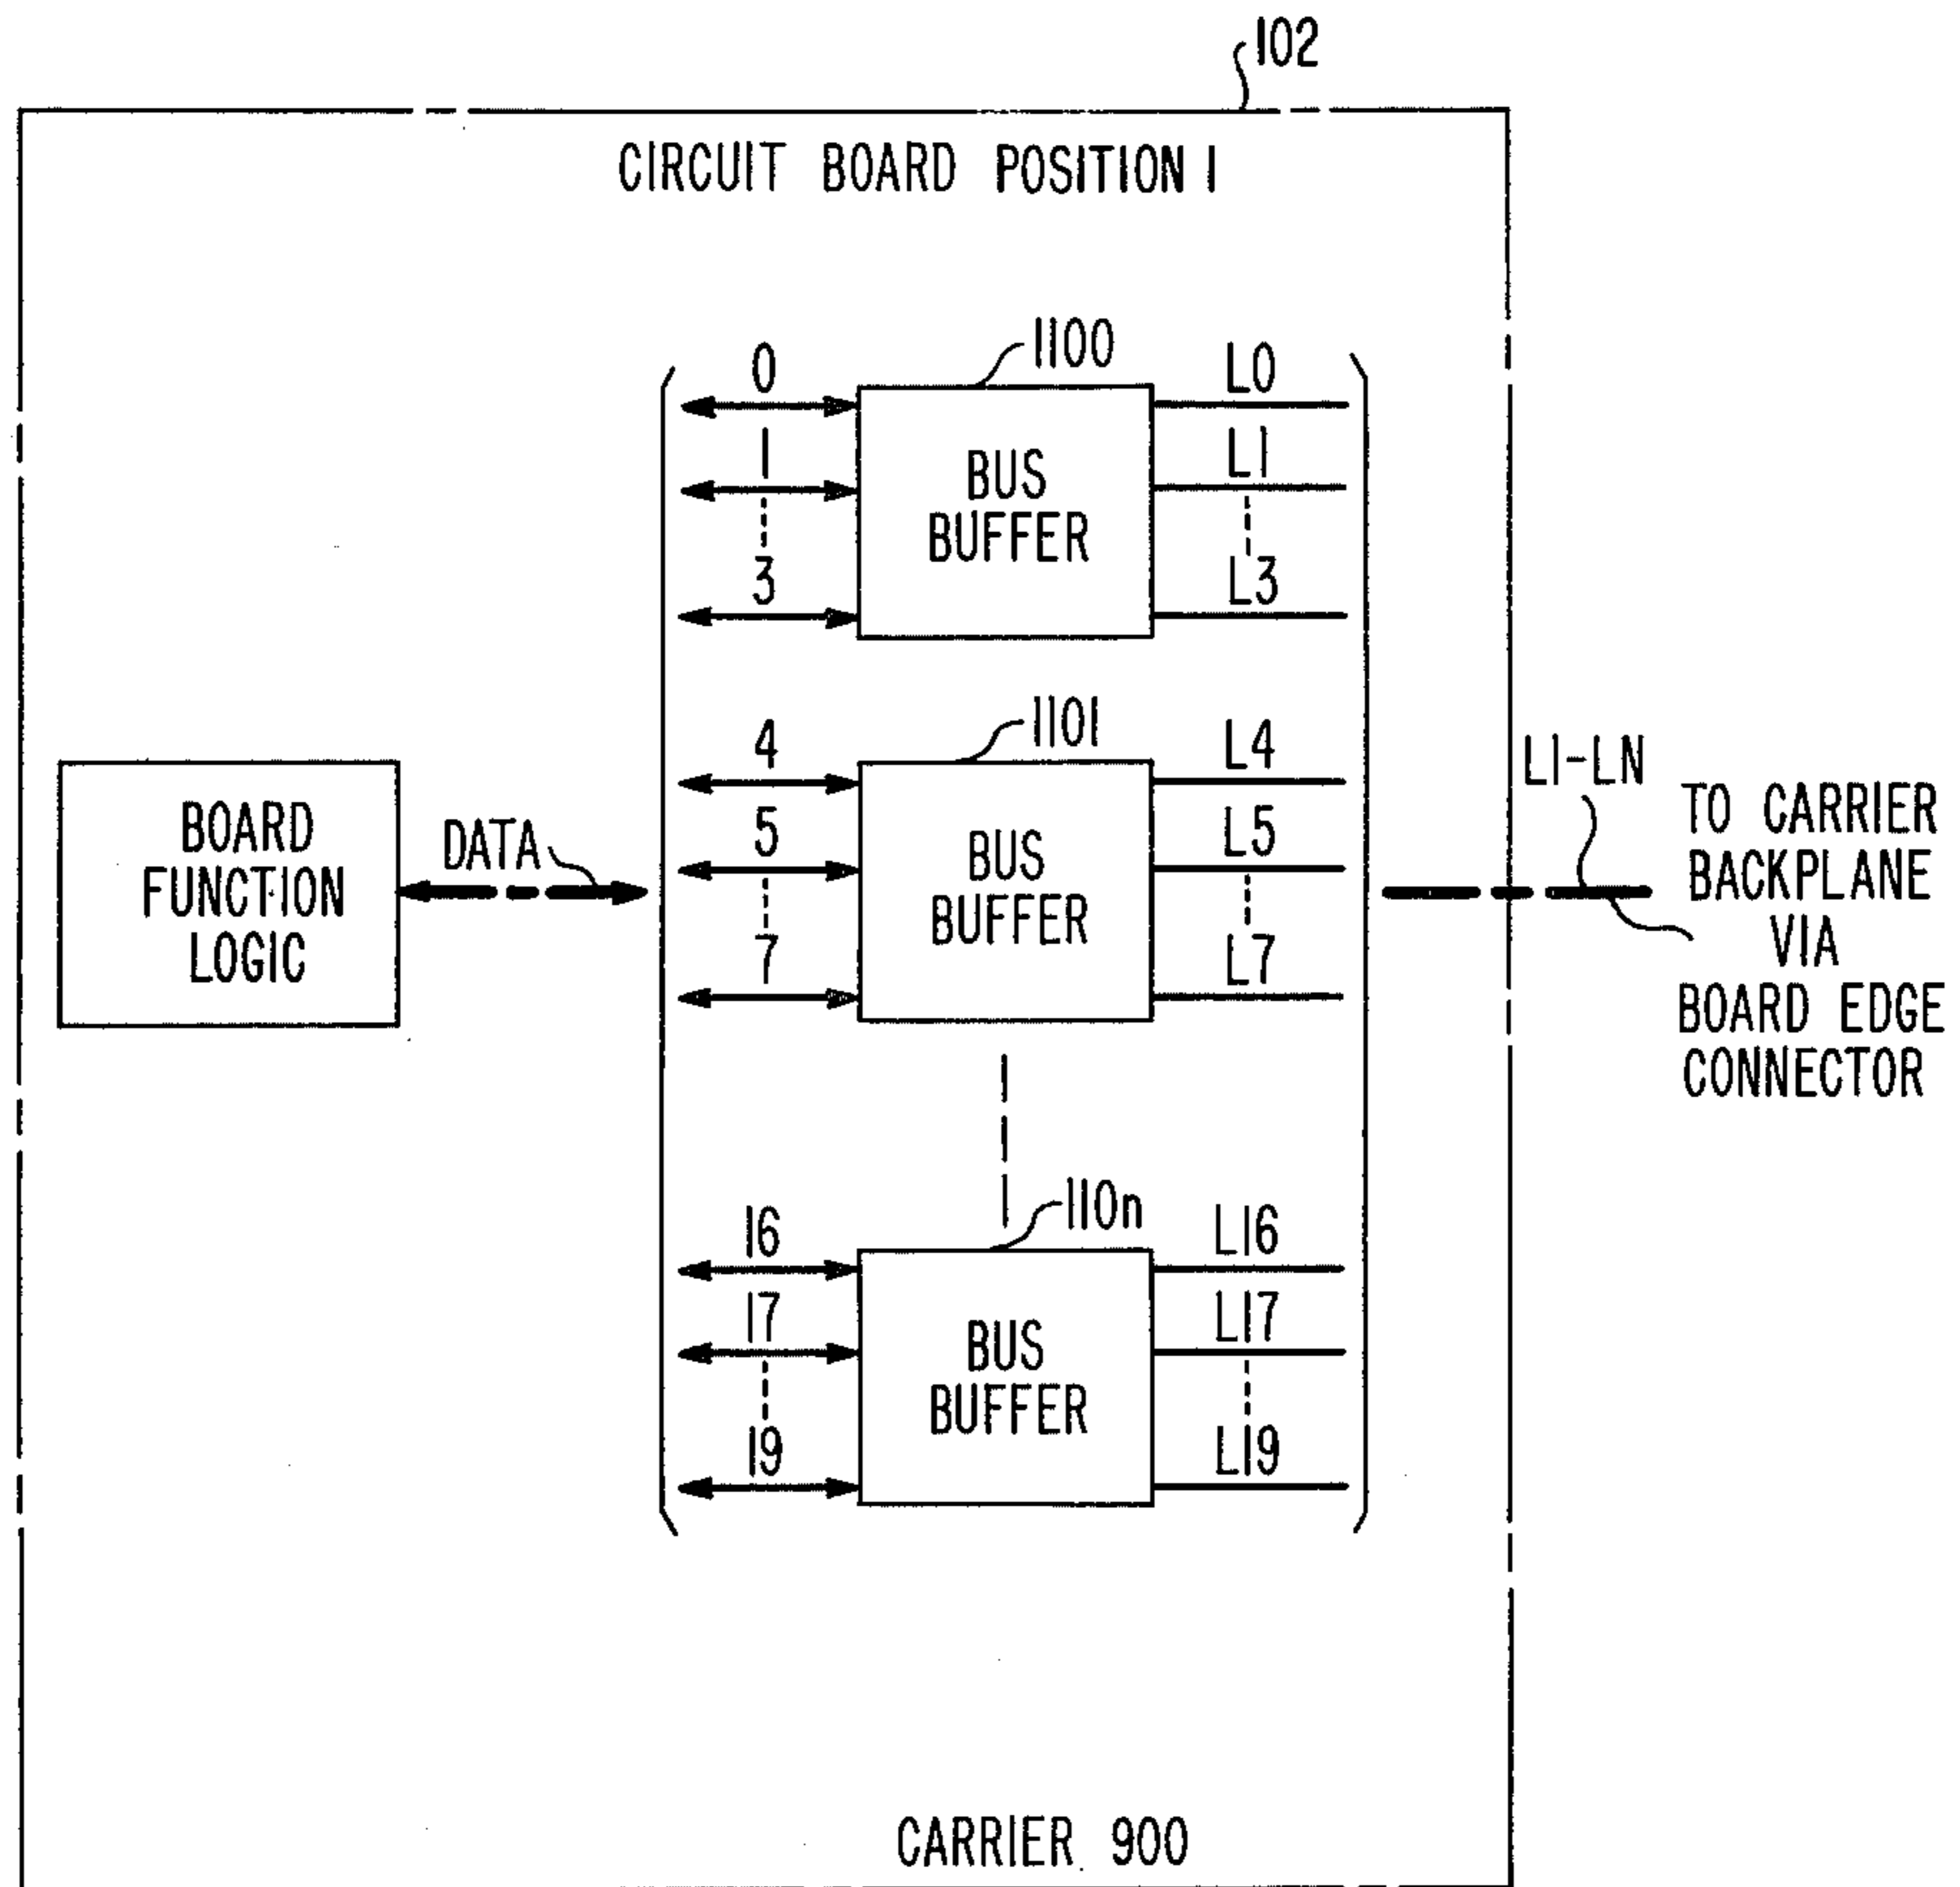 102
CIRCUIT BOARD POSITION 1
1100
0
L0
1
L1
BUS
BUFFER
3
L3
1101
4
L4
5
L5
BUS
BUFFER
7
L7
BOARD
FUNCTION
LOGIC
DATA
L1-LN
TO CARRIER
BACKPLANE
VIA
BOARD EDGE
CONNECTOR
110n
16
L16
17
L17
BUS
BUFFER
19
L19
CARRIER 900